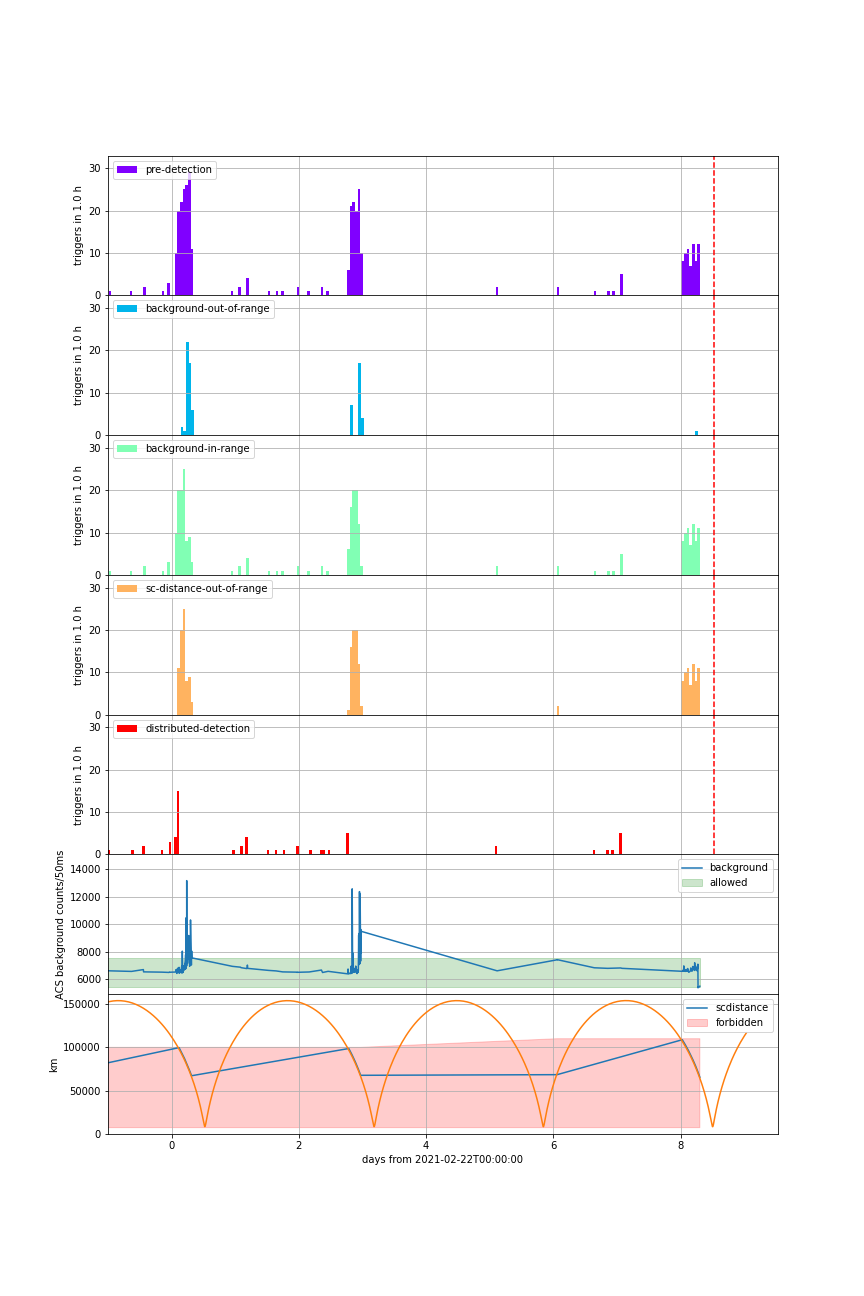 pre-detection
30
20
10
0
triggers in 1.0 h
background-out-of-range
30
20
10
0
triggers in 1.0 h
background-in-range
30
20
10
0
triggers in 1.0 h
sc-distance-out-of-range
30
20
10
0
triggers in 1.0 h
distributed-detection
30
20
10
0
triggers in 1.0 h
background
allowed
14000
12000
10000
8000
6000
ACS background counts/50ms
scdistance
forbidden
150000
100000
50000
0
km
0 2 4 6 8
days from 2021-02-22T00:00:00